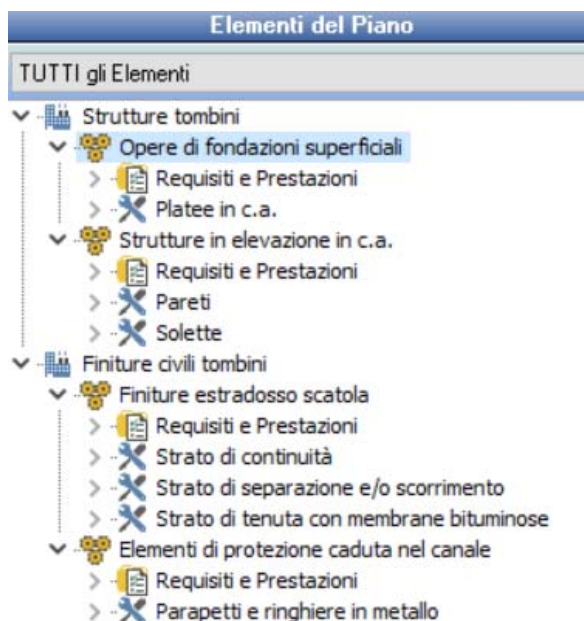 Elementi del Piano
TUTTI gli Elementi
Strutture tombini
Opere di fondazioni superficiali
Requisiti e Prestazioni
Platee in c.a.
Strutture in elevazione in c.a.
Requisiti e Prestazioni
Pareti
Solette
Finiture civili tombini
Finiture estradosso scatola
Requisiti e Prestazioni
Strato di continuità
Strato di separazione e/o scorrimento
Strato di tenuta con membrane bituminose
Elementi di protezione caduta nel canale
Requisiti e Prestazioni
Parapetti e ringhiere in metallo